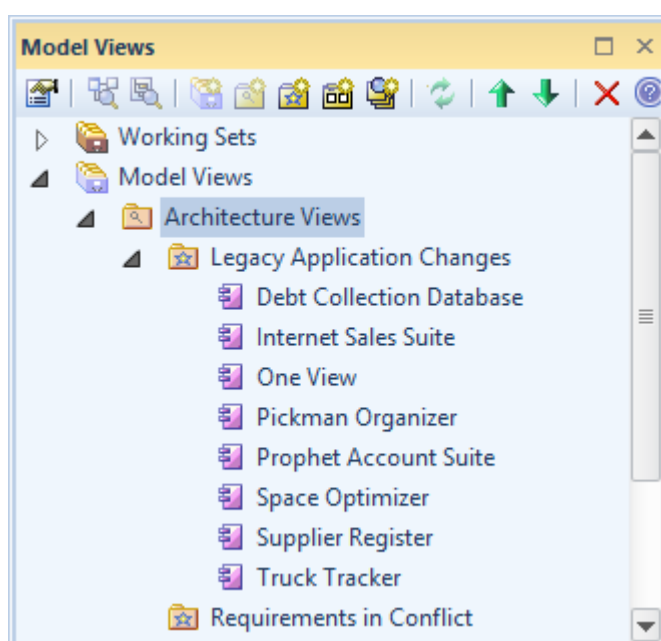 Model Views
Working Sets
Model Views
Architecture Views
Legacy Application Changes
Debt Collection Database
Internet Sales Suite
One View
Pickman Organizer
Prophet Account Suite
Space Optimizer
Supplier Register
Truck Tracker
Requirements in Conflict